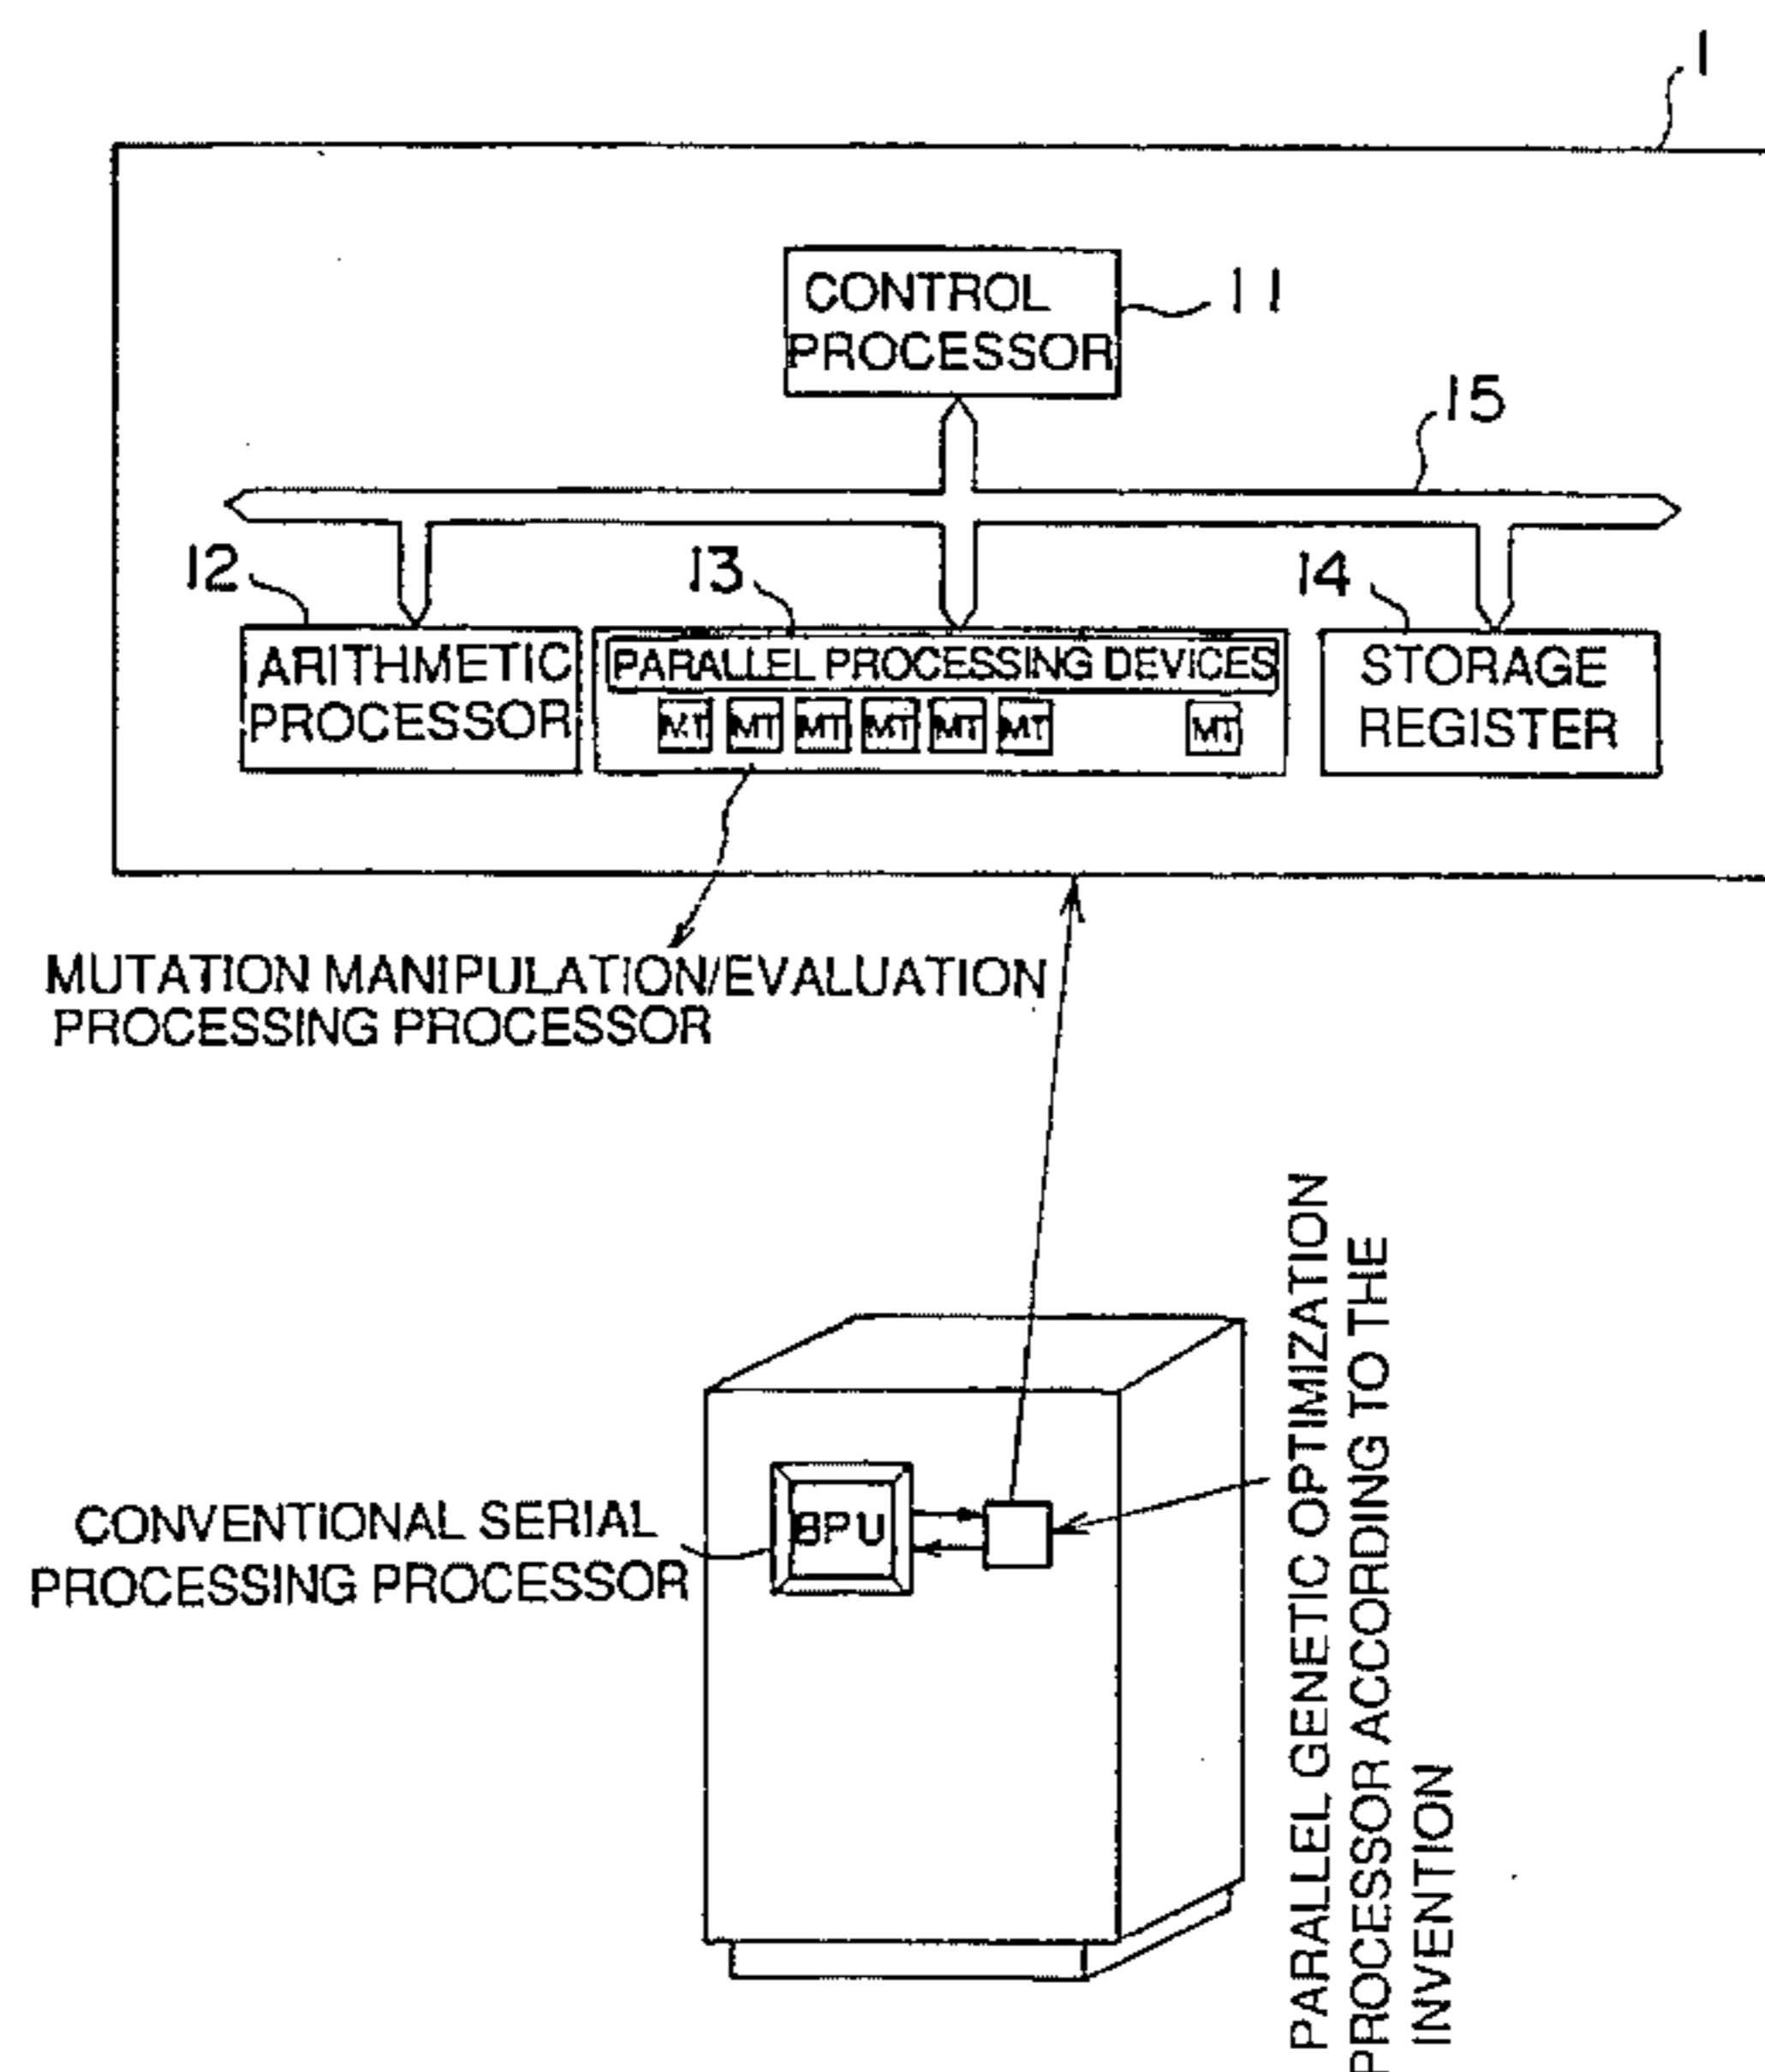 1
CONTROL
PROCESSOR
11
15
12
13
14
ARITHMETIC
PROCESSOR
PARALLEL PROCESSING DEVICES
MT MT MT MT MT MT MT
STORAGE
REGISTER
MUTATION MANIPULATION/EVALUATION
PROCESSING PROCESSOR
CONVENTIONAL SERIAL
PROCESSING PROCESSOR
BPU
PARALLEL GENETIC OPTIMIZATION
PROCESSOR ACCORDING TO THE
INVENTION